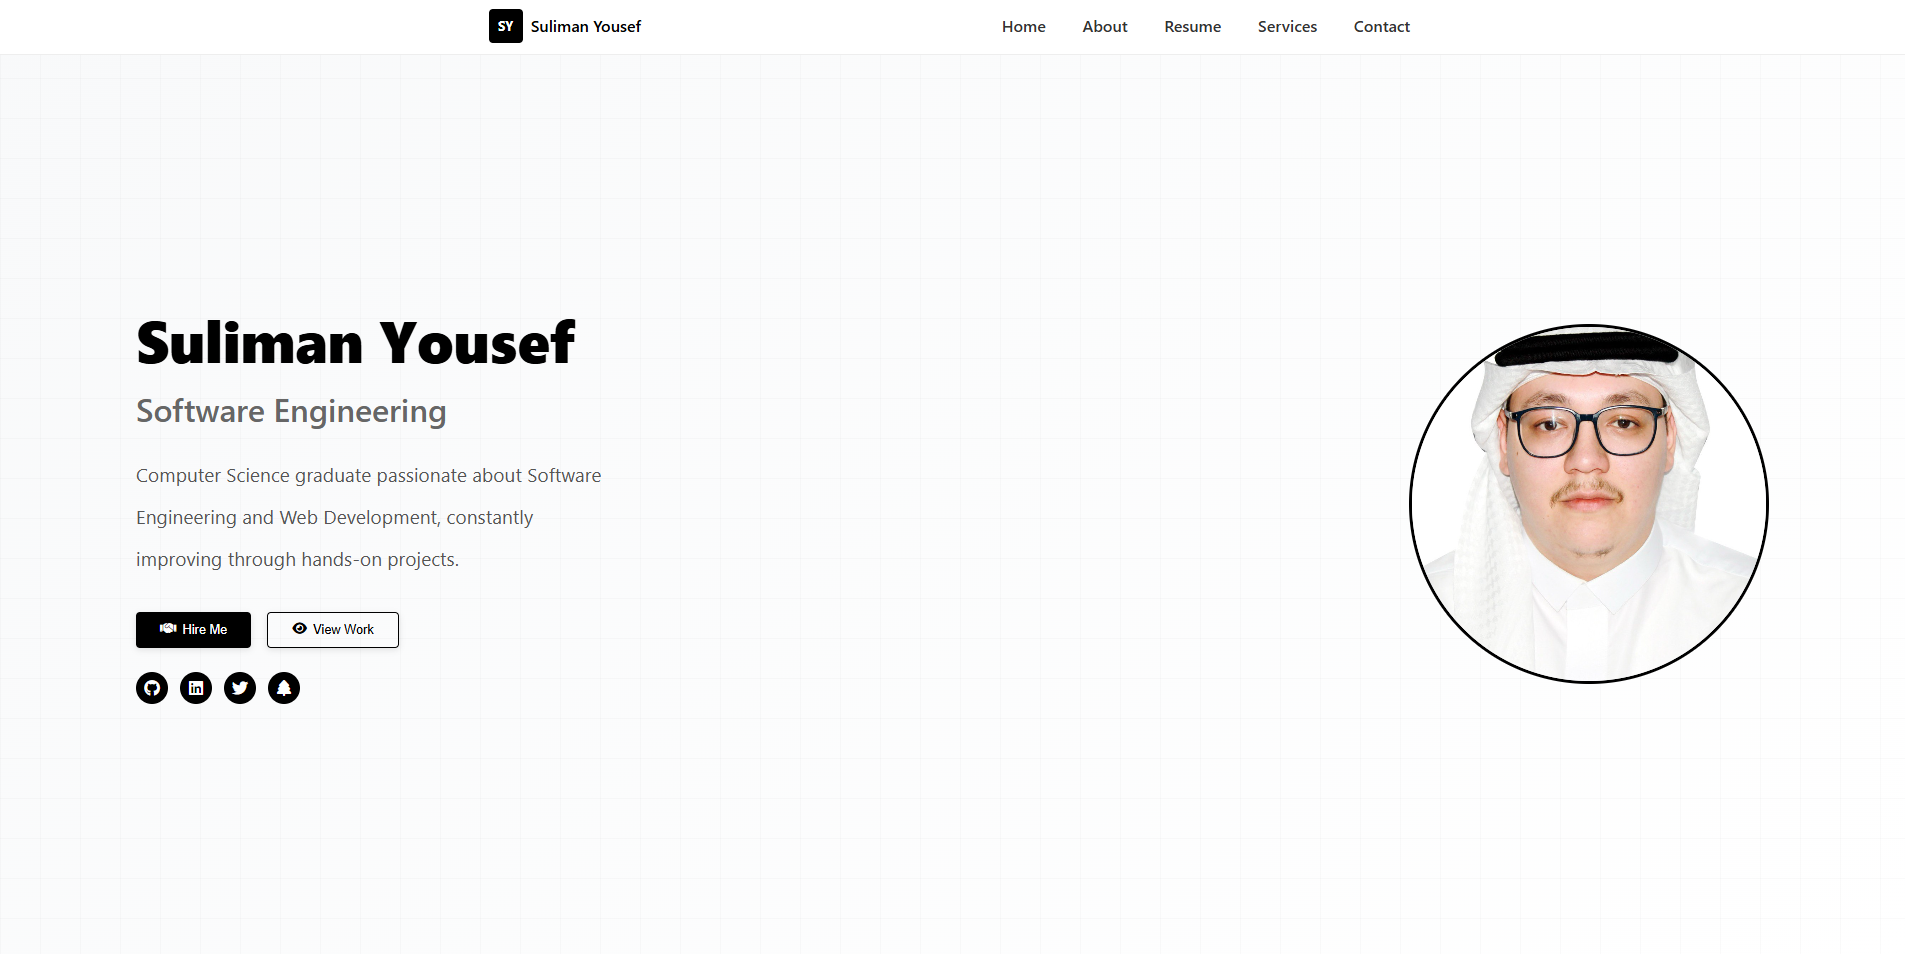 SY
Suliman Yousef
Home
About
Resume
Services
Contact
Suliman Yousef
Software Engineering
Computer Science graduate passionate about Software
Engineering and Web Development, constantly
improving through hands-on projects.
Hire Me
View Work